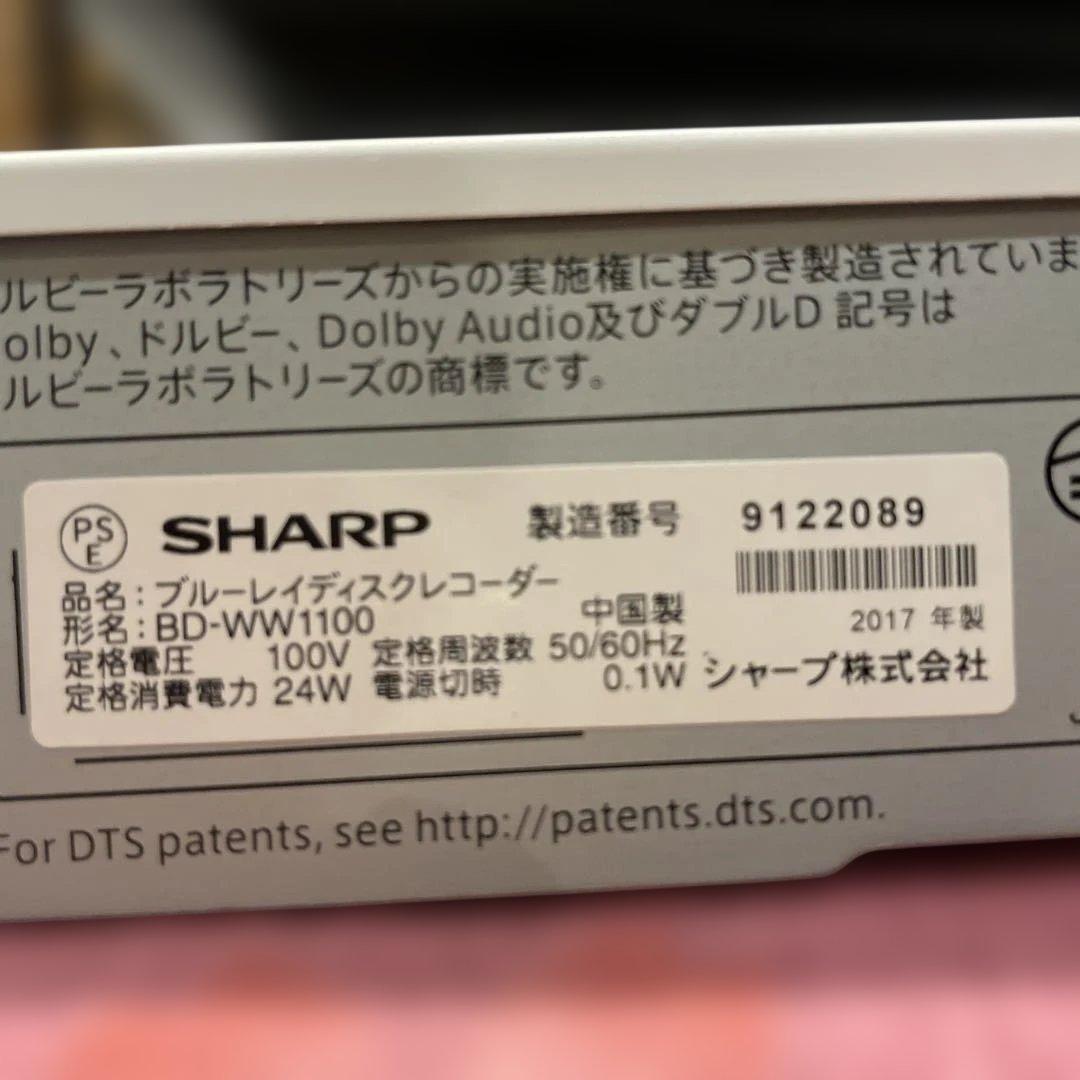 ルビーラボラトリーズからの実施権に基づき製造されていま
olby、ドルビー、Dolby Audio及びダブルD 記号は
ルビーラボラトリーズの商標です。
PSE SHARP 製造番号 9122089
品名：ブルーレイディスクレコーダー
形名：BD-WW1100 中国製 2017 年製
定格電圧 100V 定格周波数 50/60Hz
定格消費電力 24W 電源切時 0.1W シャープ株式会社
For DTS patents, see http://patents.dts.com.